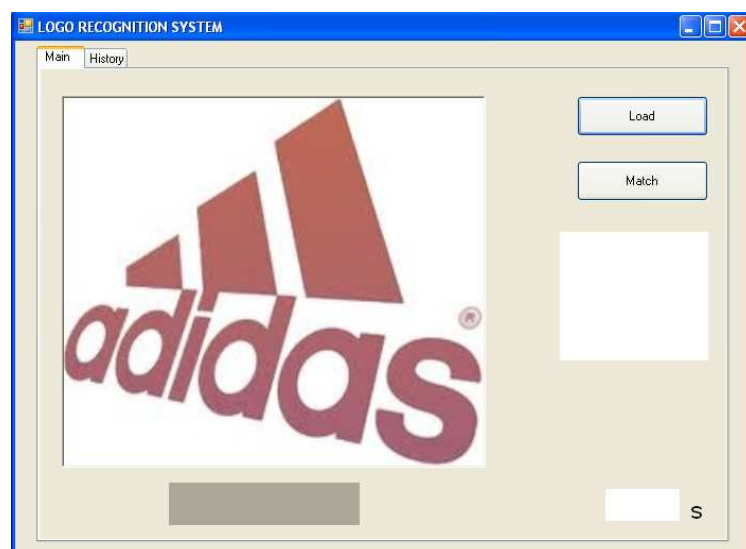 LOGO RECOGNITION SYSTEM
Main History
Load
Match
adidas ®
s